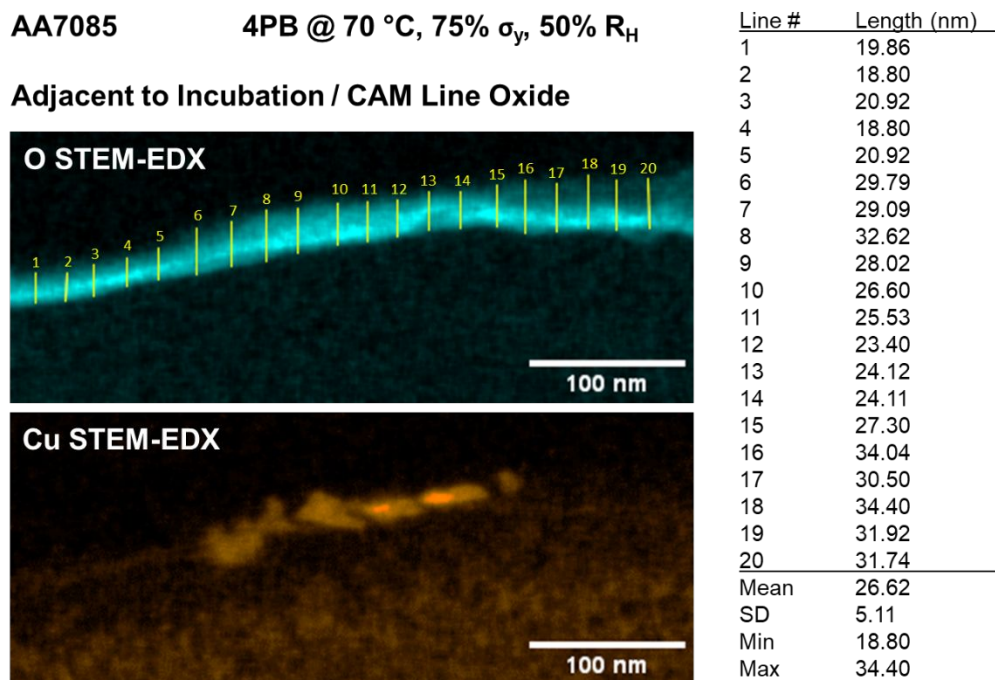 AA7085 4PB @ 70 °C, 75% σy, 50% RH
Adjacent to Incubation / CAM Line Oxide
O STEM-EDX
1 2 3 4 5 6 7 8 9 10 11 12 13 14 15 16 17 18 19 20
100 nm
Cu STEM-EDX
100 nm
Line # Length (nm)
1 19.86
2 18.80
3 20.92
4 18.80
5 20.92
6 29.79
7 29.09
8 32.62
9 28.02
10 26.60
11 25.53
12 23.40
13 24.12
14 24.11
15 27.30
16 34.04
17 30.50
18 34.40
19 31.92
20 31.74
Mean 26.62
SD 5.11
Min 18.80
Max 34.40